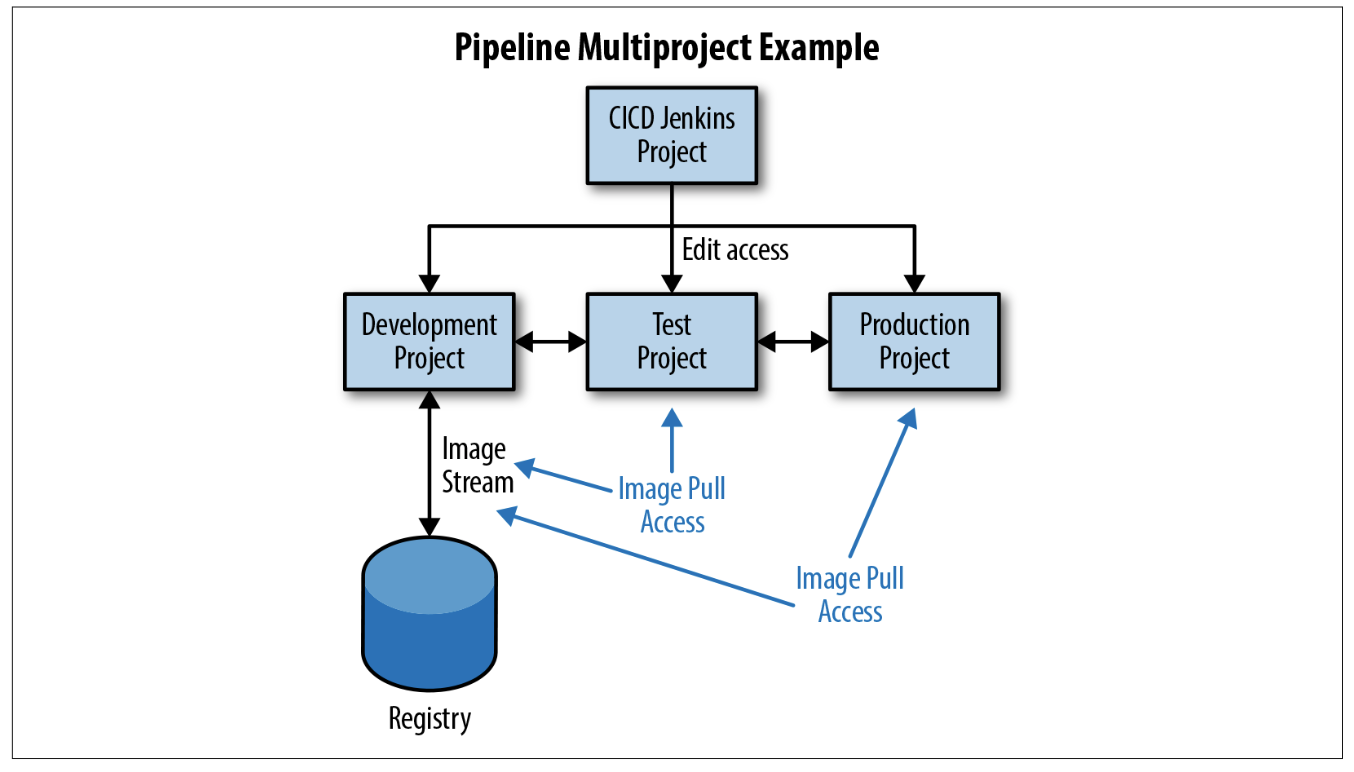 Pipeline Multiproject Example
CICD Jenkins
Project
Edit access
Development
Project
Test
Project
Production
Project
Image
Stream
Image Pull
Access
Image Pull
Access
Registry